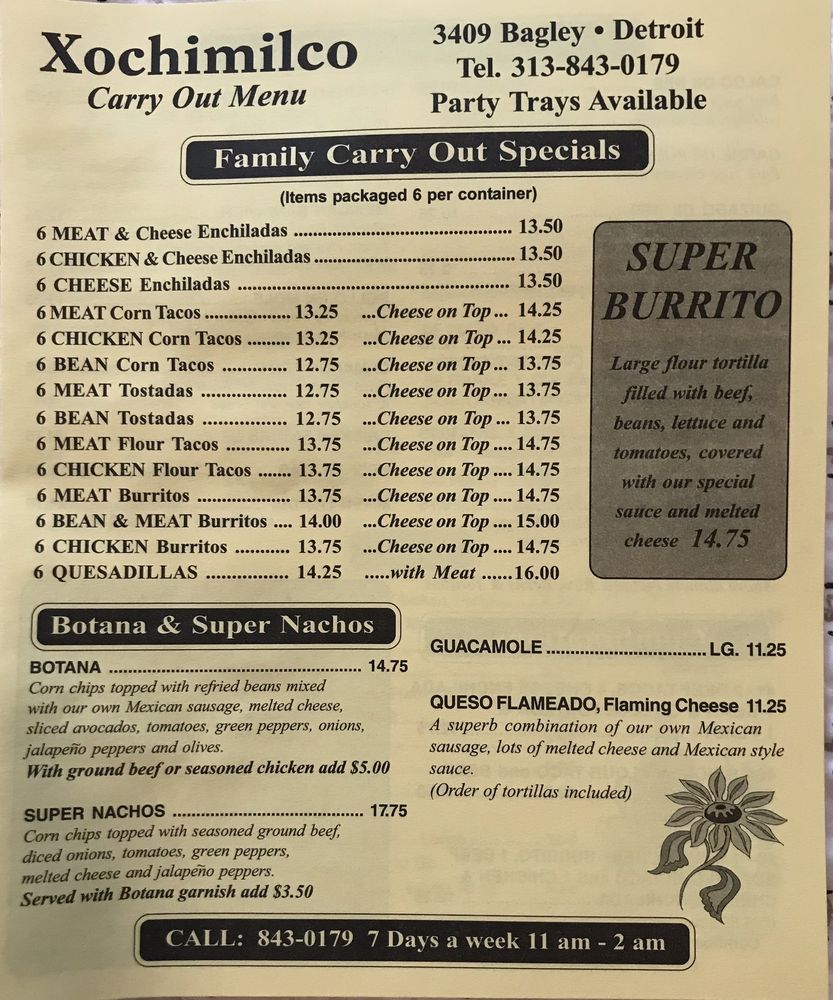 Xochimilco
Carry Out Menu
3409 Bagley • Detroit
Tel. 313-843-0179
Party Trays Available
Family Carry Out Specials
(Items packaged 6 per container)
6 MEAT & Cheese Enchiladas ............................................. 13.50
6 CHICKEN & Cheese Enchiladas ......................................... 13.50
6 CHEESE Enchiladas ........................................................ 13.50
6 MEAT Corn Tacos .................. 13.25 ...Cheese on Top ... 14.25
6 CHICKEN Corn Tacos ......... 13.25 ...Cheese on Top ... 14.25
6 BEAN Corn Tacos ............. 12.75 ...Cheese on Top ... 13.75
6 MEAT Tostadas .................. 12.75 ...Cheese on Top ... 13.75
6 BEAN Tostadas .................. 12.75 ...Cheese on Top ... 13.75
6 MEAT Flour Tacos ............. 13.75 ...Cheese on Top .... 14.75
6 CHICKEN Flour Tacos ....... 13.75 ...Cheese on Top .... 14.75
6 MEAT Burritos ................... 13.75 ...Cheese on Top .... 14.75
6 BEAN & MEAT Burritos .... 14.00 ...Cheese on Top .... 15.00
6 CHICKEN Burritos ........... 13.75 ...Cheese on Top .... 14.75
6 QUESADILLAS ................. 14.25 .....with Meat ......16.00
SUPER
BURRITO
Large flour tortilla
filled with beef,
beans, lettuce and
tomatoes, covered
with our special
sauce and melted
cheese 14.75
Botana & Super Nachos
BOTANA .................................................. 14.75
Corn chips topped with refried beans mixed
with our own Mexican sausage, melted cheese,
sliced avocados, tomatoes, green peppers, onions,
jalapeño peppers and olives.
With ground beef or seasoned chicken add $5.00
SUPER NACHOS ...................................... 17.75
Corn chips topped with seasoned ground beef,
diced onions, tomatoes, green peppers,
melted cheese and jalapeño peppers.
Served with Botana garnish add $3.50
GUACAMOLE ................................ LG. 11.25
QUESO FLAMEADO, Flaming Cheese 11.25
A superb combination of our own Mexican
sausage, lots of melted cheese and Mexican style
sauce.
(Order of tortillas included)
CALL: 843-0179 7 Days a week 11 am - 2 am